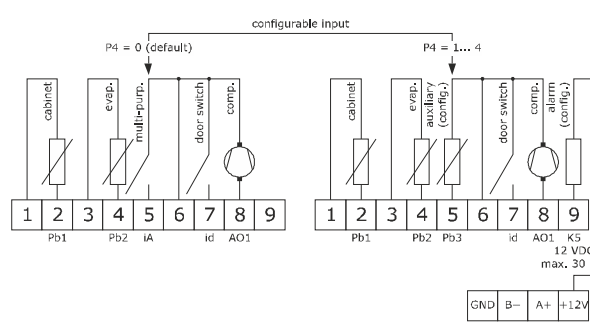 configurable input
P4 = 0 (default)
P4 = 1... 4
cabinet
evap.
multi-purp.
door switch
comp.
cabinet
evap.
auxiliary
(config.)
door switch
comp.
alarm
(config.)
1 2 3 4 5 6 7 8 9
1 2 3 4 5 6 7 8 9
Pb1 Pb2 iA id AO1
Pb1 Pb2 Pb3 id AO1 K5
12 VDC
max. 30
GND B− A+ +12V